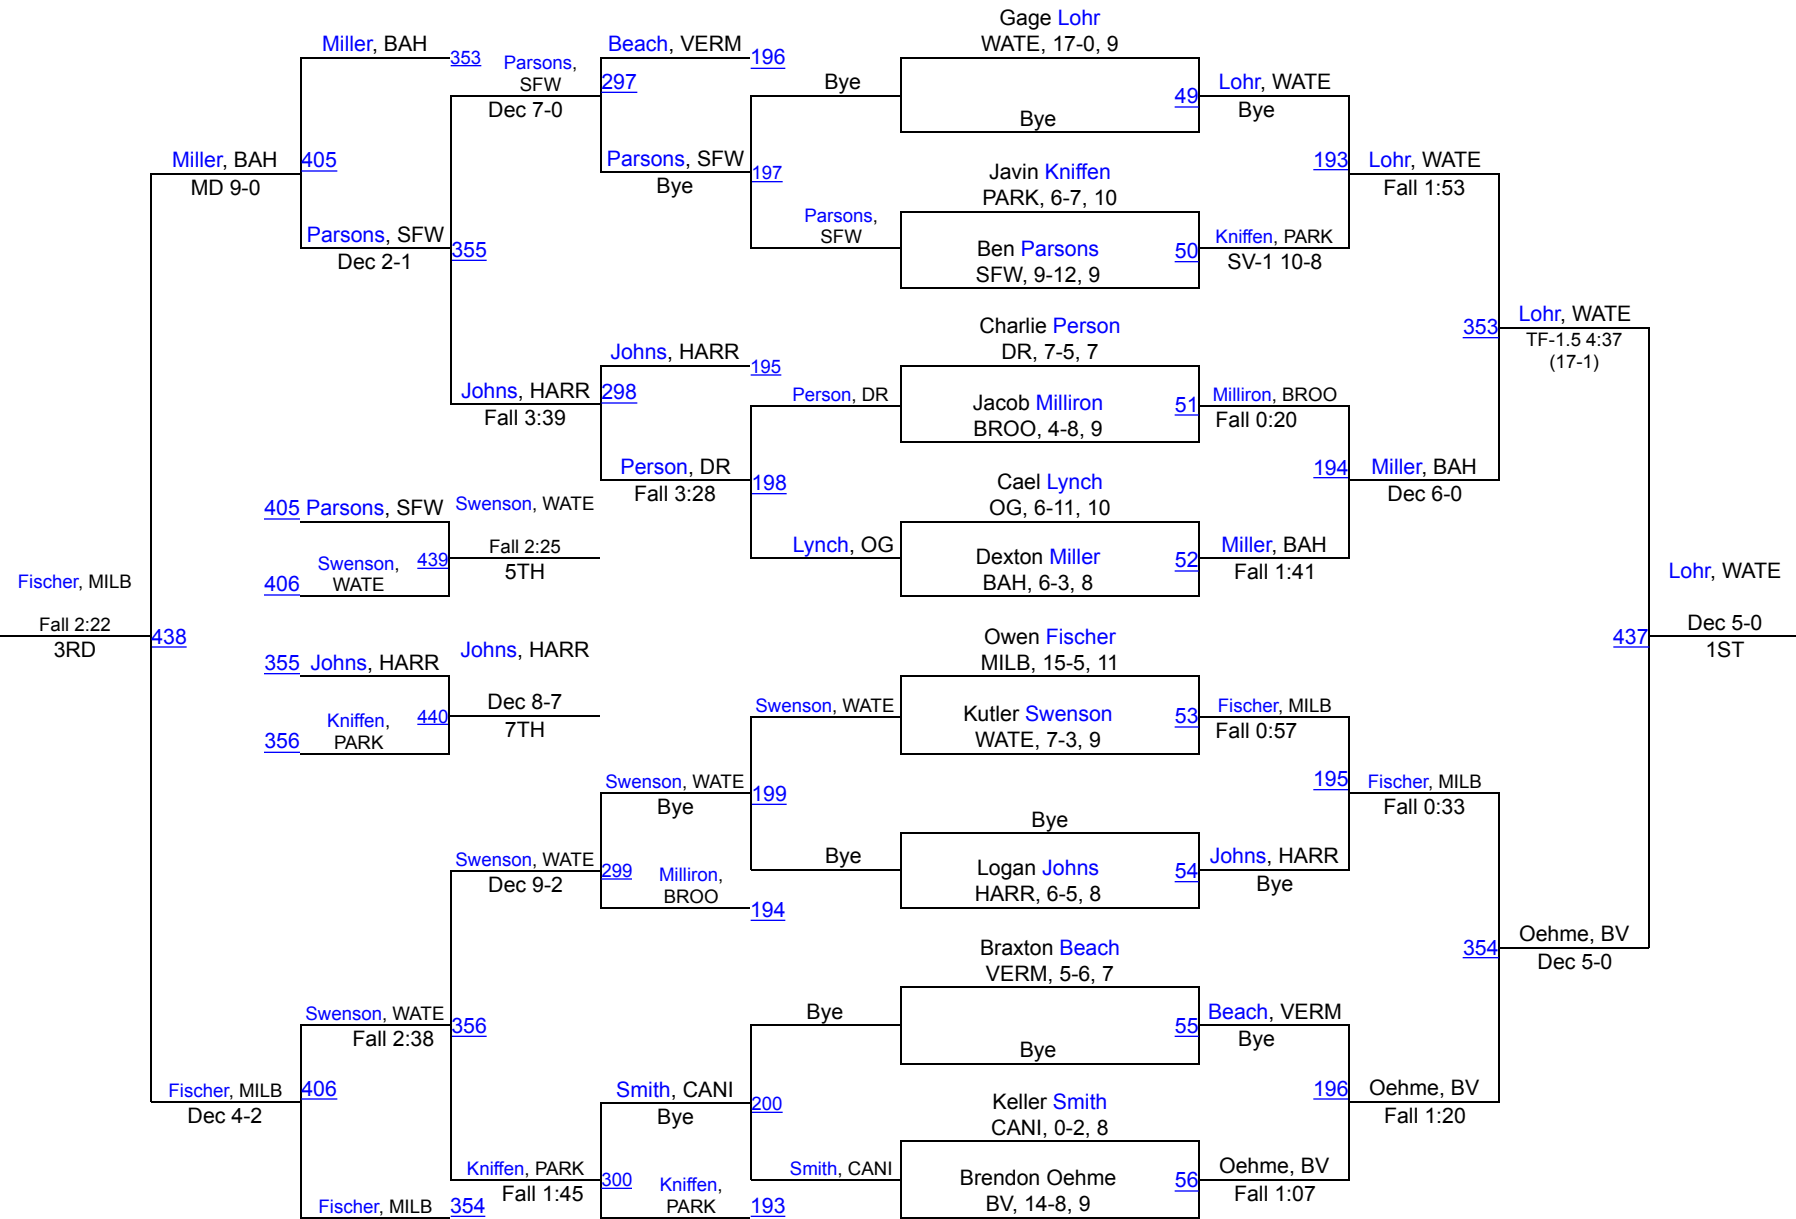 Gage Lohr
WATE, 17-0, 9
Miller, BAH
353
Parsons,
SFW
Dec 7-0
Beach, VERM
196
297
Bye
Bye
49
Lohr, WATE
Bye
Miller, BAH
MD 9-0
405
Parsons, SFW
Bye
197
Javin Kniffen
PARK, 6-7, 10
193
Lohr, WATE
Fall 1:53
Parsons, SFW
Dec 2-1
355
Parsons,
SFW
Ben Parsons
SFW, 9-12, 9
50
Kniffen, PARK
SV-1 10-8
Charlie Person
DR, 7-5, 7
353
Lohr, WATE
TF-1.5 4:37
(17-1)
Johns, HARR
195
Johns, HARR
Fall 3:39
298
Person, DR
Jacob Milliron
BROO, 4-8, 9
51
Milliron, BROO
Fall 0:20
Person, DR
Fall 3:28
198
Cael Lynch
OG, 6-11, 10
194
Miller, BAH
Dec 6-0
405
Parsons, SFW
Swenson, WATE
Swenson,
WATE
406
439
Fall 2:25
5TH
Lynch, OG
Dexton Miller
BAH, 6-3, 8
52
Miller, BAH
Fall 1:41
Fischer, MILB
Fall 2:22
3RD
438
Lohr, WATE
Dec 5-0
1ST
437
Owen Fischer
MILB, 15-5, 11
355
Johns, HARR
Johns, HARR
Kniffen,
PARK
356
440
Dec 8-7
7TH
Swenson, WATE
Kutler Swenson
WATE, 7-3, 9
53
Fischer, MILB
Fall 0:57
Swenson, WATE
Bye
199
Bye
195
Fischer, MILB
Fall 0:33
Swenson, WATE
Dec 9-2
299
Milliron,
BROO
194
Bye
Logan Johns
HARR, 6-5, 8
54
Johns, HARR
Bye
Braxton Beach
VERM, 5-6, 7
354
Oehme, BV
Dec 5-0
Swenson, WATE
Fall 2:38
356
Bye
Bye
55
Beach, VERM
Bye
Fischer, MILB
Dec 4-2
406
Smith, CANI
Bye
200
Keller Smith
CANI, 0-2, 8
196
Oehme, BV
Fall 1:20
Kniffen, PARK
Fall 1:45
300
Kniffen,
PARK
193
Smith, CANI
Brendon Oehme
BV, 14-8, 9
56
Oehme, BV
Fall 1:07
Fischer, MILB
354